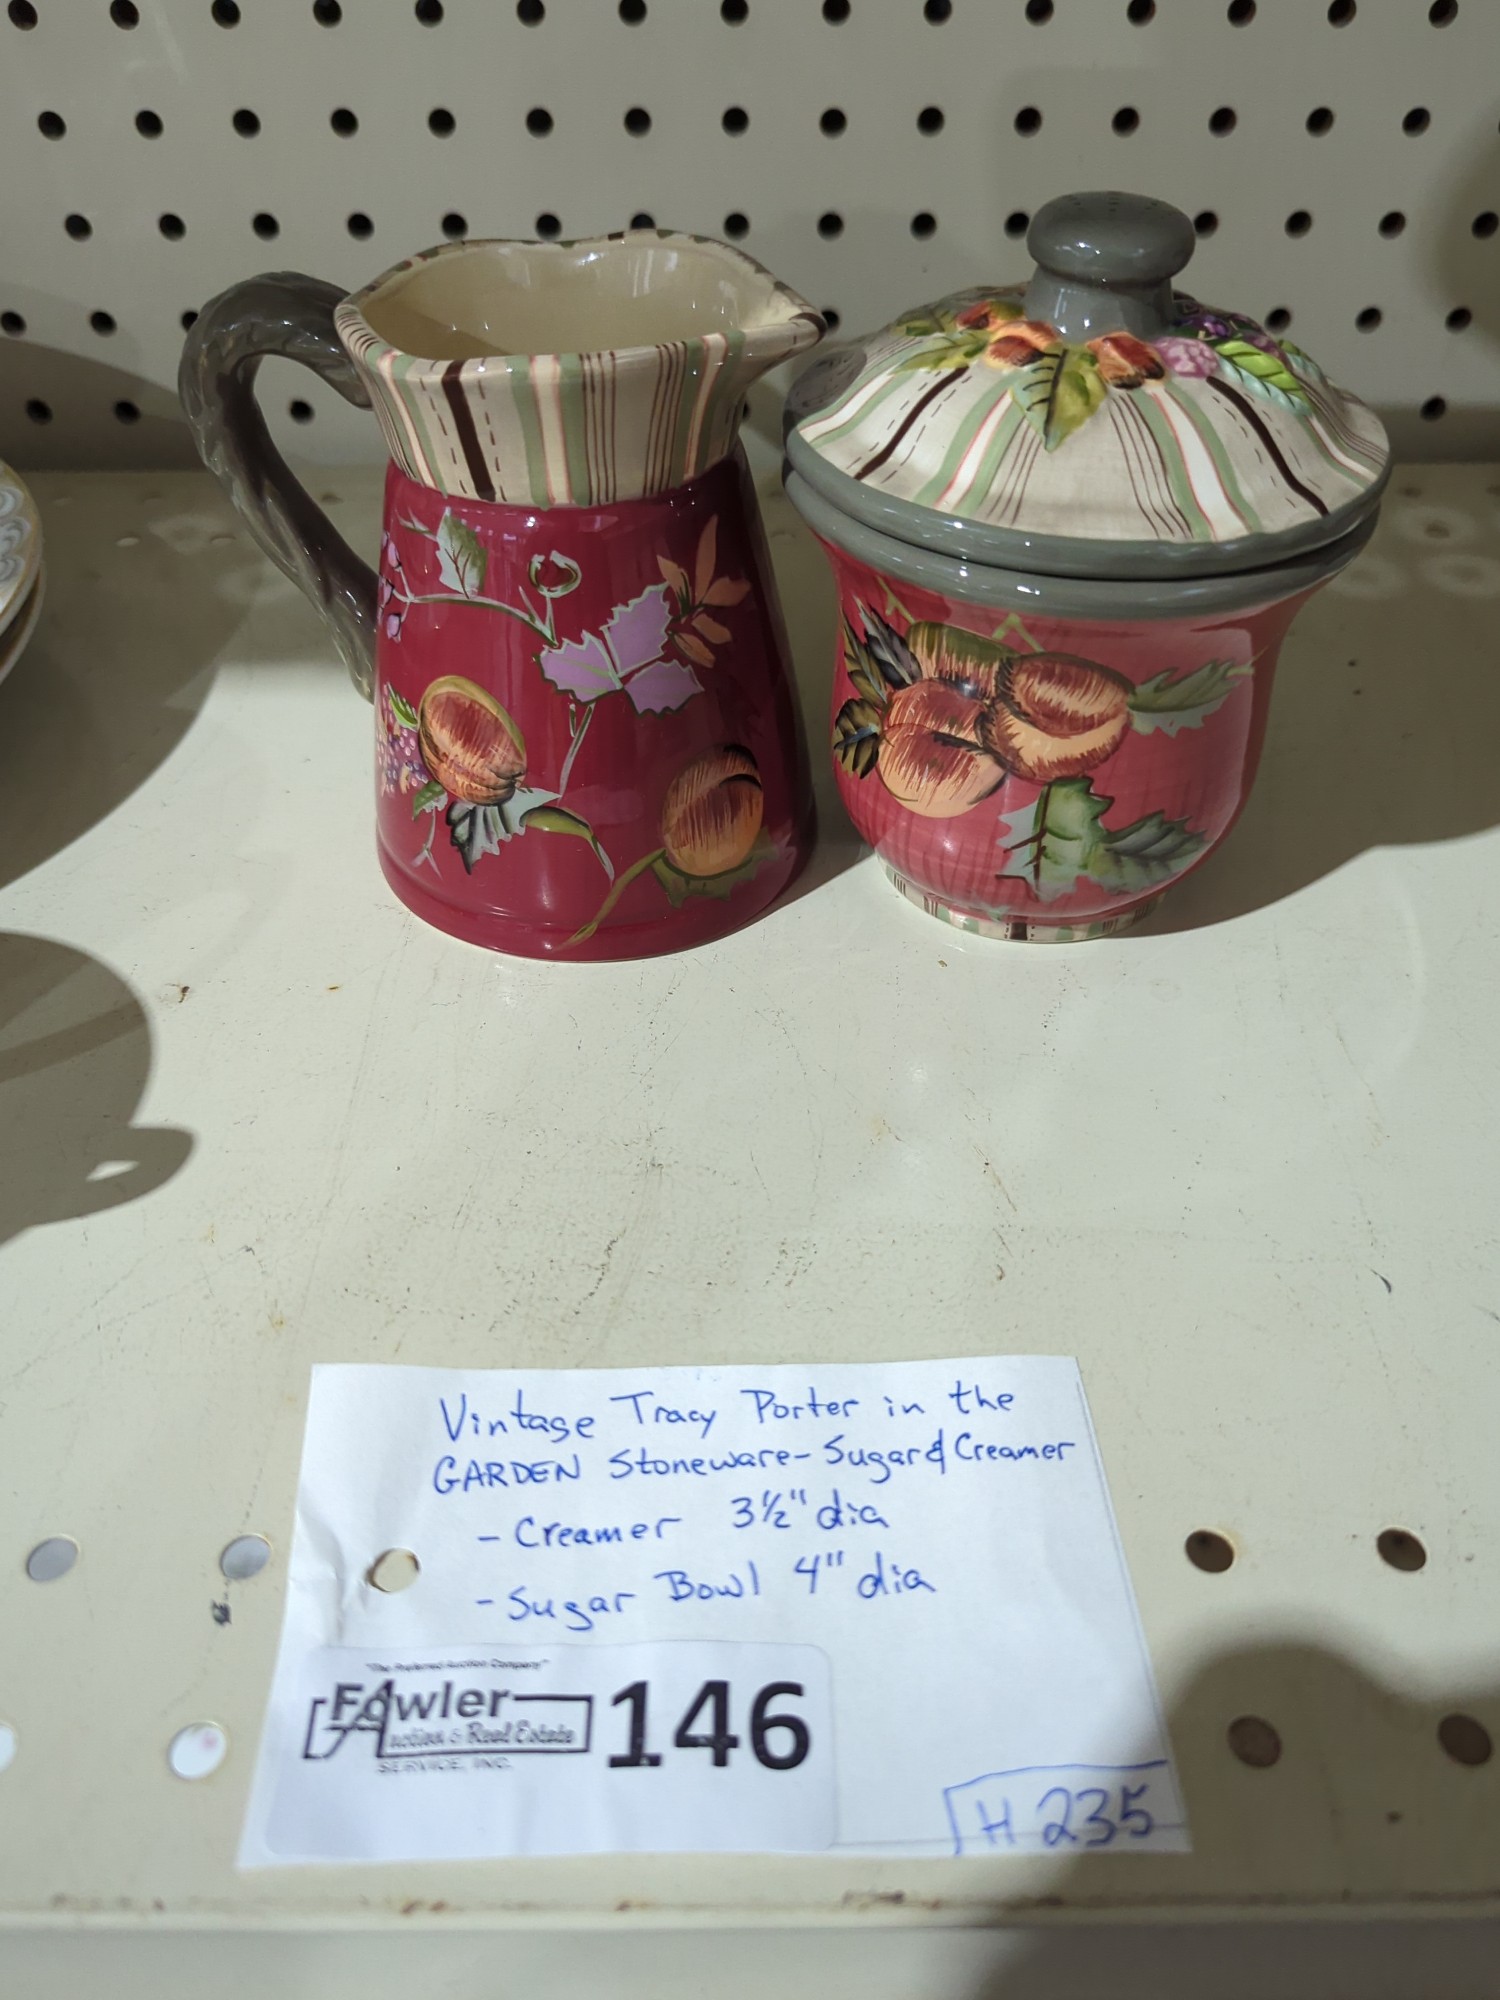 Vintage Tracy Porter in the
GARDEN Stoneware - Sugar & Creamer
- Creamer 3½" dia
- Sugar Bowl 4" dia
"The Preferred Auction Company"
Fowler
Auction & Real Estate
SERVICE, INC.
146
H 235